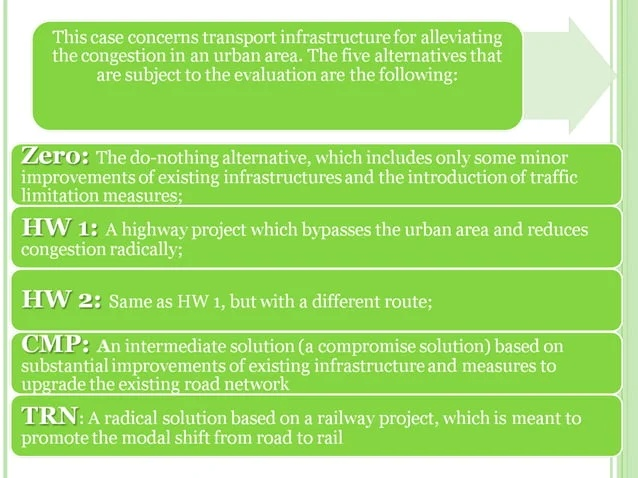 This case concerns transport infrastructure for alleviating
the congestion in an urban area. The five alternatives that
are subject to the evaluation are the following:
Zero: The do-nothing alternative, which includes only some minor
improvements of existing infrastructures and the introduction of traffic
limitation measures;
HW 1: A highway project which bypasses the urban area and reduces
congestion radically;
HW 2: Same as HW 1, but with a different route;
CMP: An intermediate solution (a compromise solution) based on
substantial improvements of existing infrastructure and measures to
upgrade the existing road network
TRN: A radical solution based on a railway project, which is meant to
promote the modal shift from road to rail